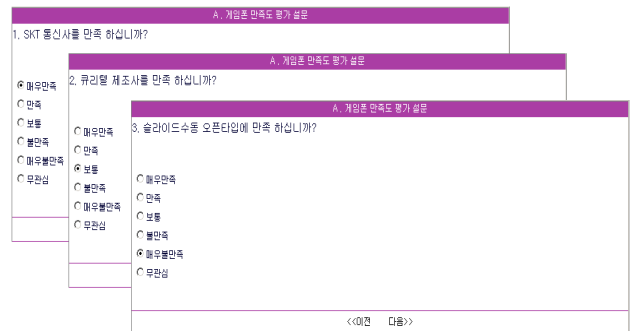 A. 게임폰 만족도 평가 설문
1. SKT 통신사를 만족 하십니까?
매우만족
만족
보통
불만족
매우불만족
무관심
A. 게임폰 만족도 평가 설문
2. 큐리텔 제조사를 만족 하십니까?
매우만족
만족
보통
불만족
매우불만족
무관심
A. 게임폰 만족도 평가 설문
3. 슬라이드수동 오픈타입에 만족 하십니까?
매우만족
만족
보통
불만족
매우불만족
무관심
<<이전 다음>>